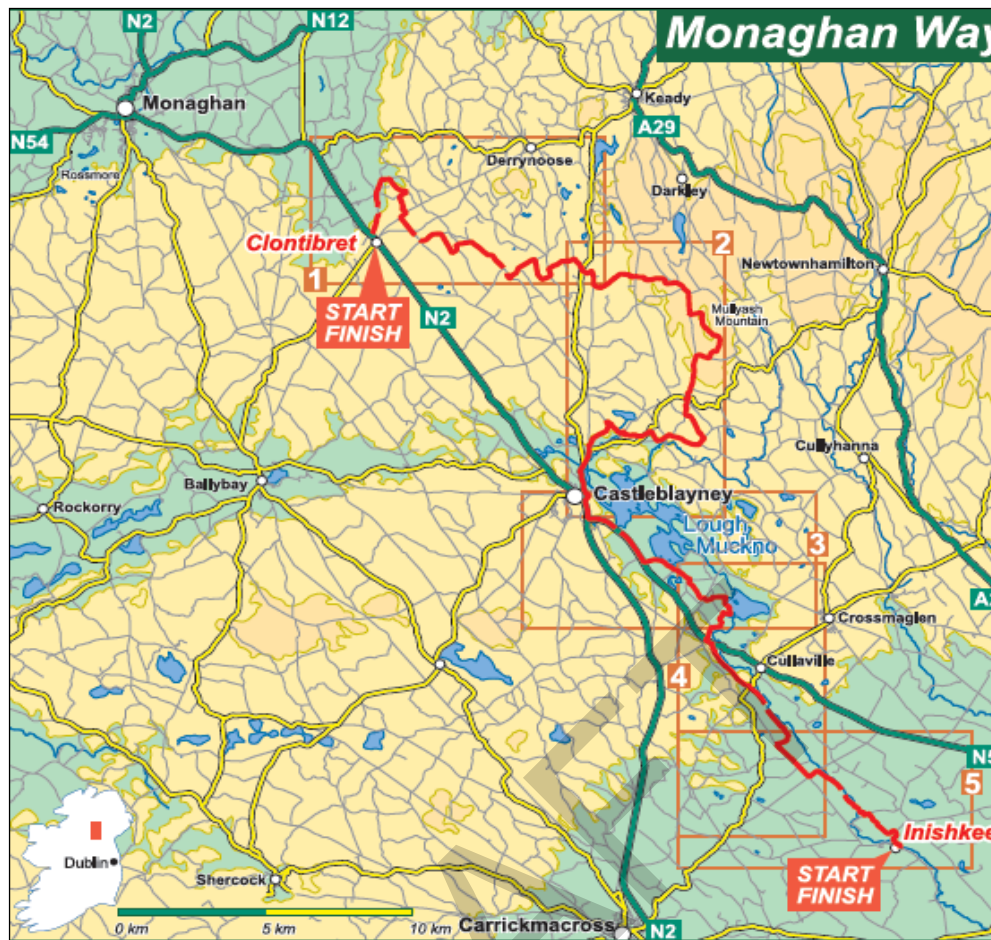 Monaghan Way
N2
N12
Monaghan
Keady
N54
A29
Derrynoose
Rossmore
Darkley
Clontibret
2
Newtownhamilton
1
START
FINISH
N2
Mullyash
Mountain
Cullyhanna
Ballybay
Castleblayney
Rockorry
Lough
Muckno
3
A
Crossmaglen
Cullaville
4
N5
5
Inishkee
Dublin
START
FINISH
Shercock
0 km
5 km
10 km
Carrickmacross
N2